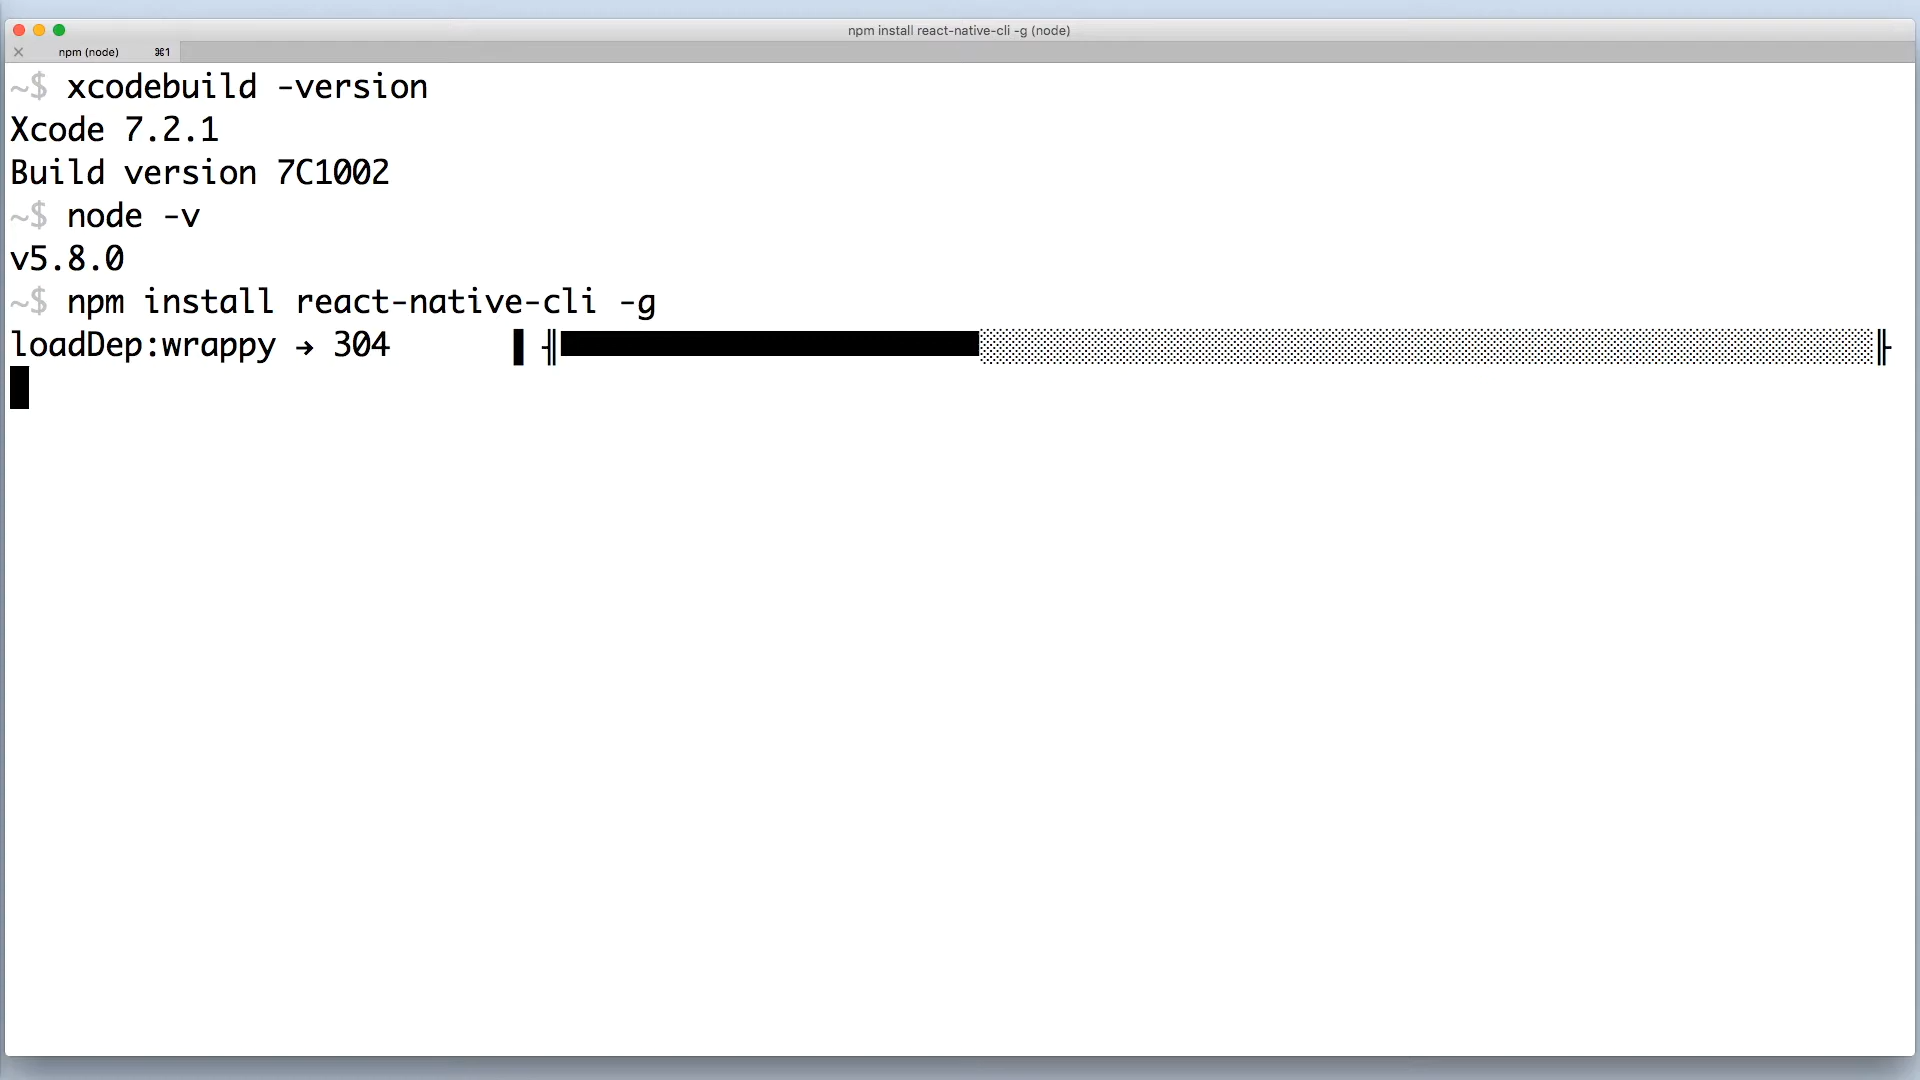 npm install react-native-cli -g (node)
npm (node) ⌘1
~$ xcodebuild -version
Xcode 7.2.1
Build version 7C1002
~$ node -v
v5.8.0
~$ npm install react-native-cli -g
loadDep:wrappy → 304